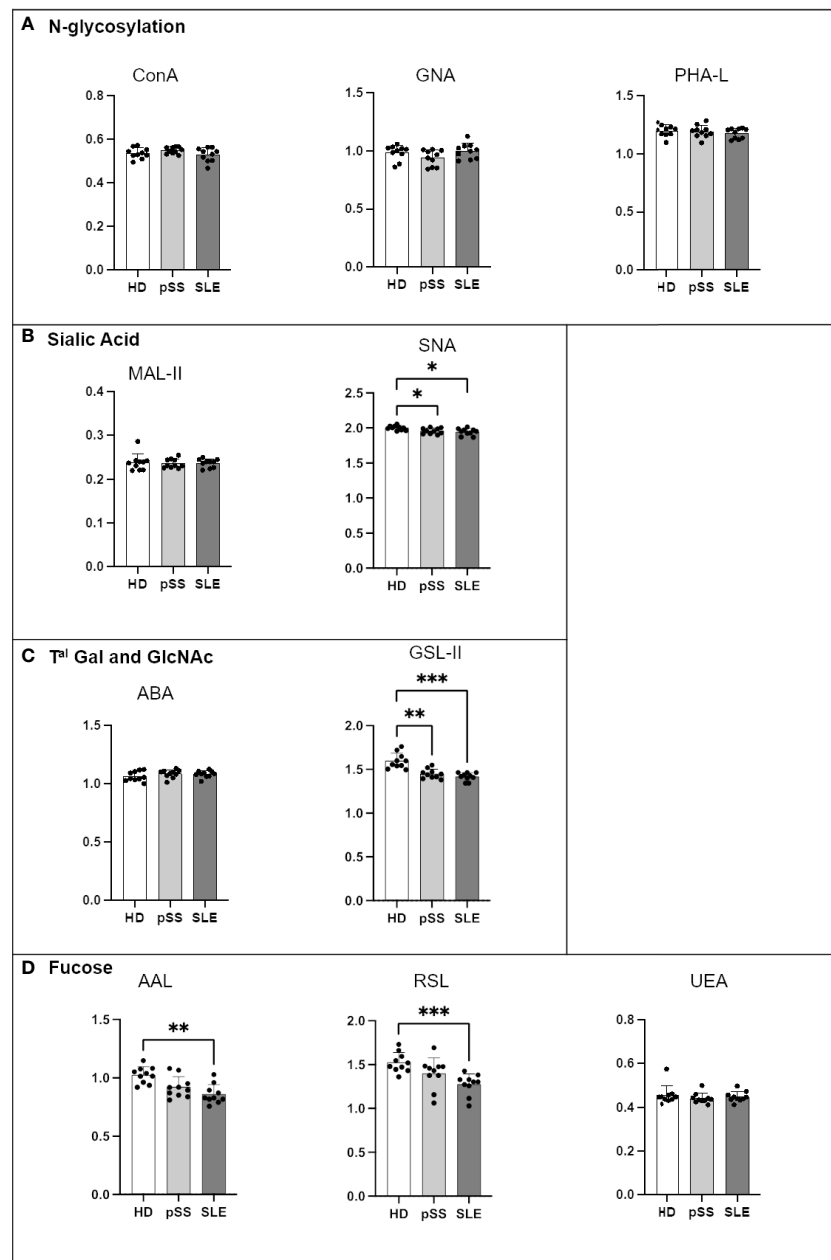 A N-glycosylation
ConA
GNA
PHA-L
0.8
0.6
0.4
0.2
0.0
HD pSS SLE
1.5
1.0
0.5
0.0
HD pSS SLE
1.5
1.0
0.5
0.0
HD pSS SLE
B Sialic Acid
MAL-II
SNA
0.4
0.3
0.2
0.1
0.0
HD pSS SLE
2.5
2.0
1.5
1.0
0.5
0.0
*
*
HD pSS SLE
C Tal Gal and GlcNAc
ABA
GSL-II
1.5
1.0
0.5
0.0
HD pSS SLE
2.0
1.5
1.0
0.5
0.0
***
**
HD pSS SLE
D Fucose
AAL
RSL
UEA
1.5
1.0
0.5
0.0
**
HD pSS SLE
2.0
1.5
1.0
0.5
0.0
***
HD pSS SLE
0.8
0.6
0.4
0.2
0.0
HD pSS SLE